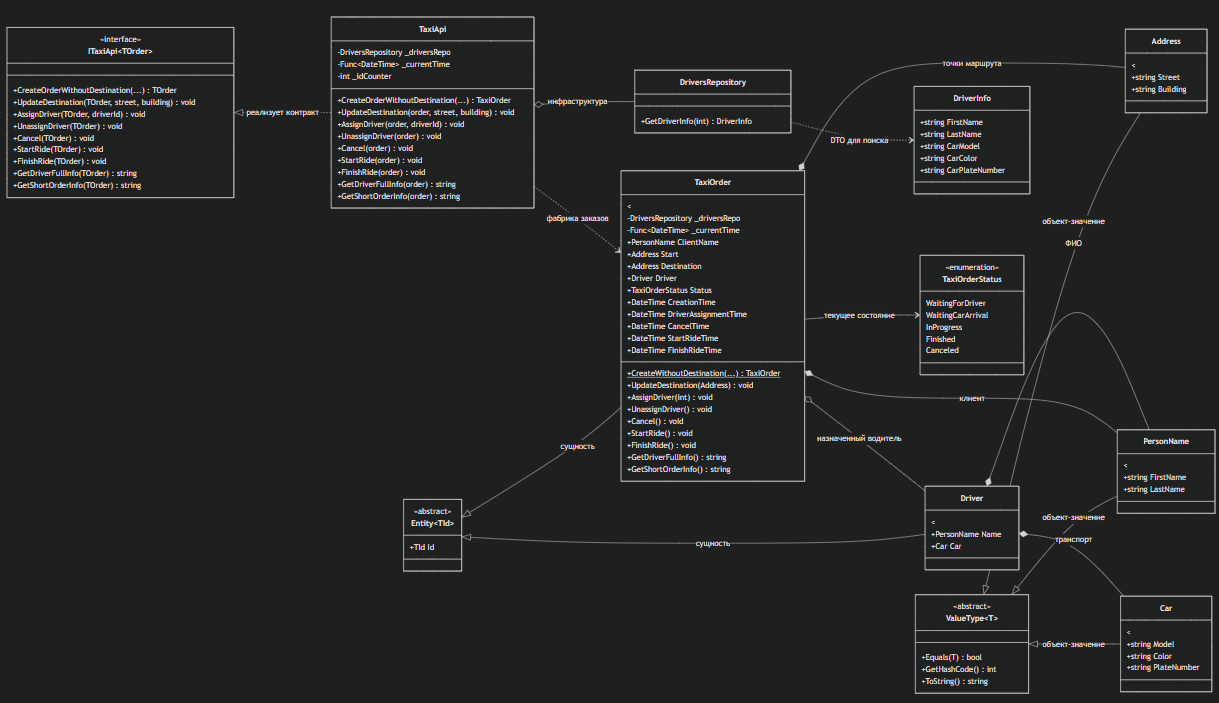 «interface»
ITaxiApi<TOrder>
+CreateOrderWithoutDestination(...) : TOrder
+UpdateDestination(TOrder, street, building) : void
+AssignDriver(TOrder, driverId) : void
+UnassignDriver(TOrder) : void
+Cancel(TOrder) : void
+StartRide(TOrder) : void
+FinishRide(TOrder) : void
+GetDriverFullInfo(TOrder) : string
+GetShortOrderInfo(TOrder) : string
реализует контракт
TaxiApi
-DriversRepository _driversRepo
-Func<DateTime> _currentTime
-int _idCounter
+CreateOrderWithoutDestination(...) : TaxiOrder
+UpdateDestination(order, street, building) : void
+AssignDriver(order, driverId) : void
+UnassignDriver(order) : void
+Cancel(order) : void
+StartRide(order) : void
+FinishRide(order) : void
+GetDriverFullInfo(order) : string
+GetShortOrderInfo(order) : string
инфраструктура
фабрика заказов
DriversRepository
+GetDriverInfo(int) : DriverInfo
DTO для поиска
точки маршрута
DriverInfo
+string FirstName
+string LastName
+string CarModel
+string CarColor
+string CarPlateNumber
Address
<
+string Street
+string Building
TaxiOrder
<
-DriversRepository _driversRepo
-Func<DateTime> _currentTime
+PersonName ClientName
+Address Start
+Address Destination
+Driver Driver
+TaxiOrderStatus Status
+DateTime CreationTime
+DateTime DriverAssignmentTime
+DateTime CancelTime
+DateTime StartRideTime
+DateTime FinishRideTime
+CreateWithoutDestination(...) : TaxiOrder
+UpdateDestination(Address) : void
+AssignDriver(int) : void
+UnassignDriver() : void
+Cancel() : void
+StartRide() : void
+FinishRide() : void
+GetDriverFullInfo() : string
+GetShortOrderInfo() : string
объект-значение
ФИО
«enumeration»
TaxiOrderStatus
WaitingForDriver
WaitingCarArrival
InProgress
Finished
Canceled
текущее состояние
клиент
назначенный водитель
сущность
PersonName
<
+string FirstName
+string LastName
«abstract»
Entity<TId>
+TId Id
сущность
Driver
<
+PersonName Name
+Car Car
объект-значение
транспорт
«abstract»
ValueType<T>
+Equals(T) : bool
+GetHashCode() : int
+ToString() : string
объект-значение
Car
<
+string Model
+string Color
+string PlateNumber